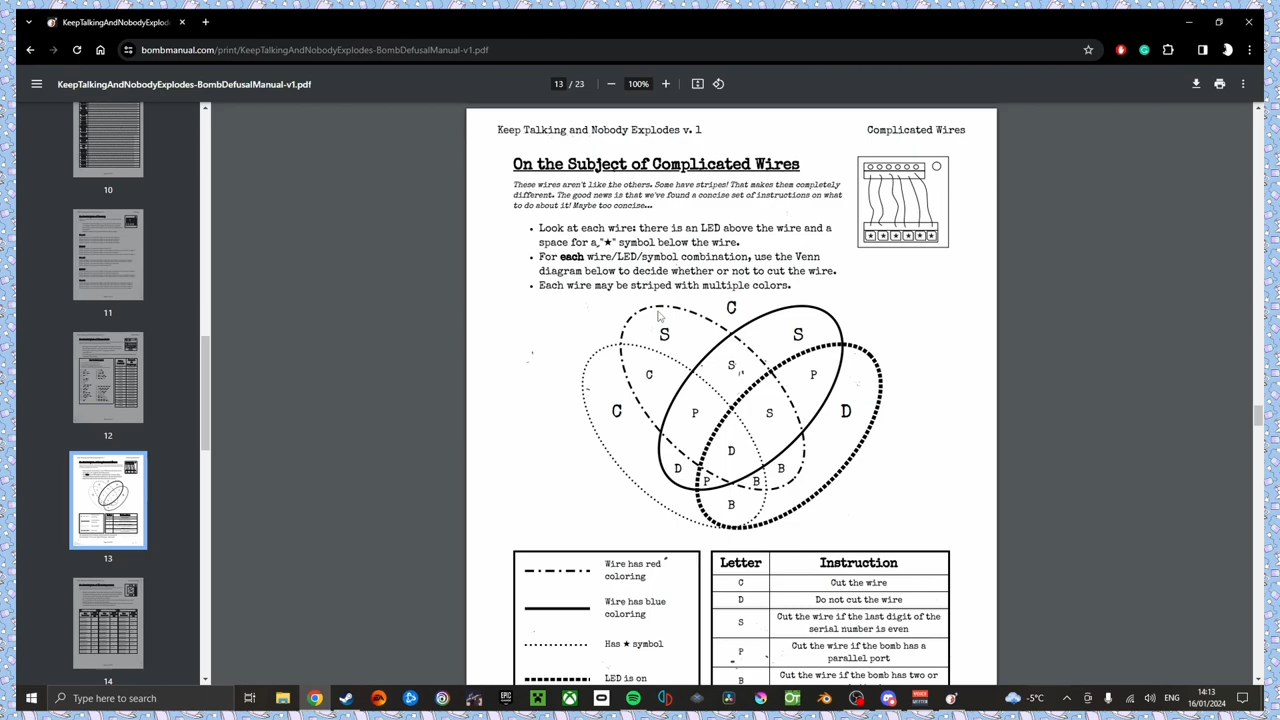 KeepTalkingAndNobodyExplod
bombmanual.com/print/KeepTalkingAndNobodyExplodes-BombDefusalManual-v1.pdf
KeepTalkingAndNobodyExplodes-BombDefusalManual-v1.pdf
13 / 23
100%
10
11
12
13
14
Keep Talking and Nobody Explodes v. 1
Complicated Wires
On the Subject of Complicated Wires
These wires aren't like the others. Some have stripes! That makes them completely
different. The good news is that we've found a concise set of instructions on what
to do about it! Maybe too concise...
• Look at each wire: there is an LED above the wire and a
space for a "★" symbol below the wire.
• For each wire/LED/symbol combination, use the Venn
diagram below to decide whether or not to cut the wire.
• Each wire may be striped with multiple colors.
C
S
S
S
C
P
C
P
S
D
D
D
B
P
B
B
Wire has red
coloring
Wire has blue
coloring
Has ★ symbol
LED is on
Letter Instruction
C Cut the wire
D Do not cut the wire
S Cut the wire if the last digit of the
serial number is even
P Cut the wire if the bomb has a
parallel port
B Cut the wire if the bomb has two or
Type here to search
-5°C
ENG
14:13
16/01/2024